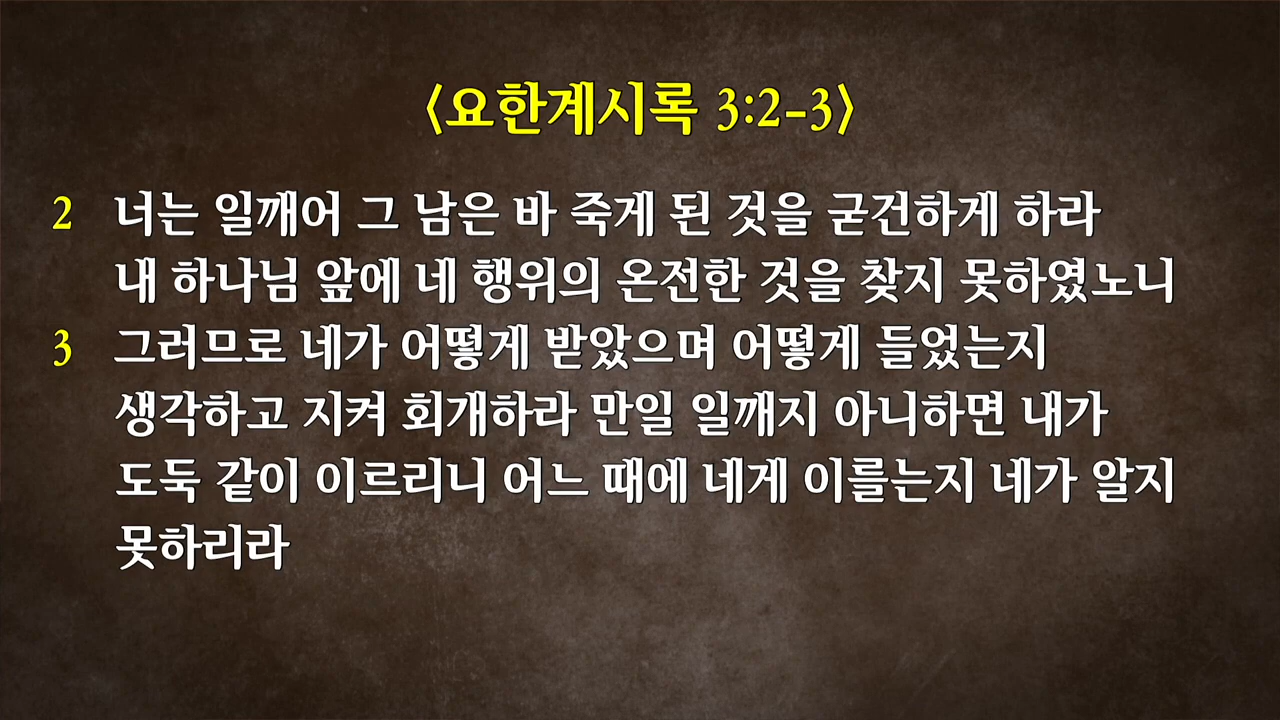 〈요한계시록 3:2-3〉
2 너는 일깨어 그 남은 바 죽게 된 것을 굳건하게 하라
내 하나님 앞에 네 행위의 온전한 것을 찾지 못하였노니
3 그러므로 네가 어떻게 받았으며 어떻게 들었는지
생각하고 지켜 회개하라 만일 일깨지 아니하면 내가
도둑 같이 이르리니 어느 때에 네게 이를는지 네가 알지
못하리라